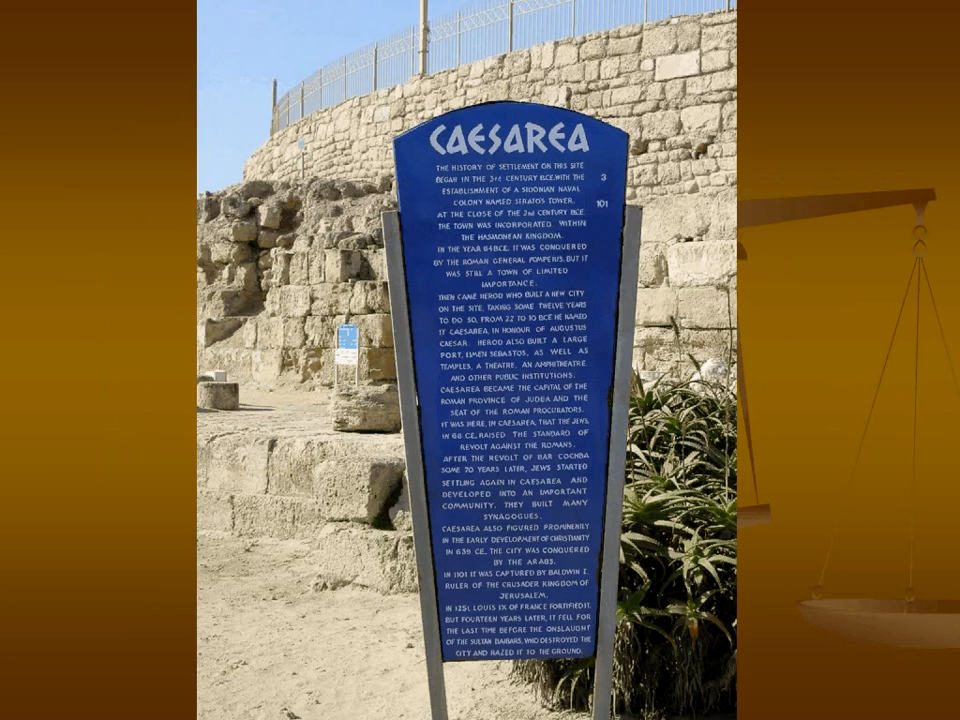 CAESAREA
THE HISTORY OF SETTLEMENT ON THIS SITE
BEGAN IN THE 3rd CENTURY B.C.E. WITH THE
3
ESTABLISHMENT OF A SIDONIAN NAVAL
COLONY NAMED STRATO'S TOWER.
101
AT THE CLOSE OF THE 2nd CENTURY BCE
THE TOWN WAS INCORPORATED WITHIN
THE HASMONEAN KINGDOM.
IN THE YEAR 64 BCE. IT WAS CONQUERED
BY THE ROMAN GENERAL POMPEIUS. BUT IT
WAS STILL A TOWN OF LIMITED
IMPORTANCE.
THEN CAME HEROD WHO BUILT A NEW CITY
ON THE SITE, TAKING SOME TWELVE YEARS
TO DO SO, FROM 22 TO 10 BCE HE NAMED
IT CAESAREA, IN HONOUR OF AUGUSTUS
CAESAR. HEROD ALSO BUILT A LARGE
PORT, LIMEN SEBASTOS, AS WELL AS
TEMPLES, A THEATRE, AN AMPHITHEATRE
AND OTHER PUBLIC INSTITUTIONS.
CAESAREA BECAME THE CAPITAL OF THE
ROMAN PROVINCE OF JUDEA AND THE
SEAT OF THE ROMAN PROCURATORS.
IT WAS HERE, IN CAESAREA, THAT THE JEWS,
IN 66 CE, RAISED THE STANDARD OF
REVOLT AGAINST THE ROMANS.
AFTER THE REVOLT OF BAR COCHBA
SOME 70 YEARS LATER, JEWS STARTED
SETTLING AGAIN IN CAESAREA AND
DEVELOPED INTO AN IMPORTANT
COMMUNITY. THEY BUILT MANY
SYNAGOGUES.
CAESAREA ALSO FIGURED PROMINENTLY
IN THE EARLY DEVELOPMENT OF CHRISTIANITY
IN 639 CE, THE CITY WAS CONQUERED
BY THE ARABS.
IN 1101 IT WAS CAPTURED BY BALDWIN I,
RULER OF THE CRUSADER KINGDOM OF
JERUSALEM.
IN 1251, LOUIS IX OF FRANCE FORTIFIED IT,
BUT FOURTEEN YEARS LATER, IT FELL FOR
THE LAST TIME BEFORE THE ONSLAUGHT
OF THE SULTAN BAIBARS, WHO DESTROYED THE
CITY AND RAZED IT TO THE GROUND.